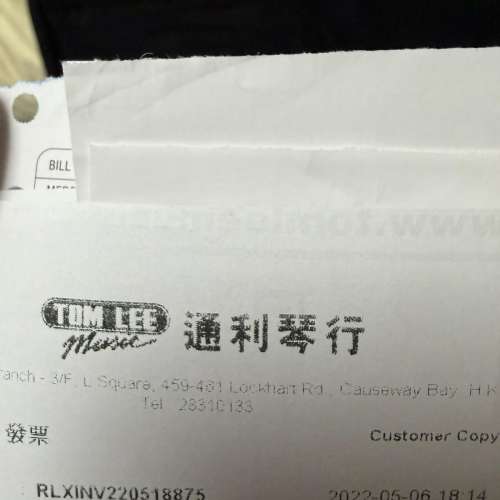 BILL
TOM LEE 通利琴行
Music
ranch - 3/F, L Square, 459-461 Lockhart Rd., Causeway Bay, H.K
Tel : 28310133
發票 Customer Copy
RLXINV220518875 2022-05-06 18:14